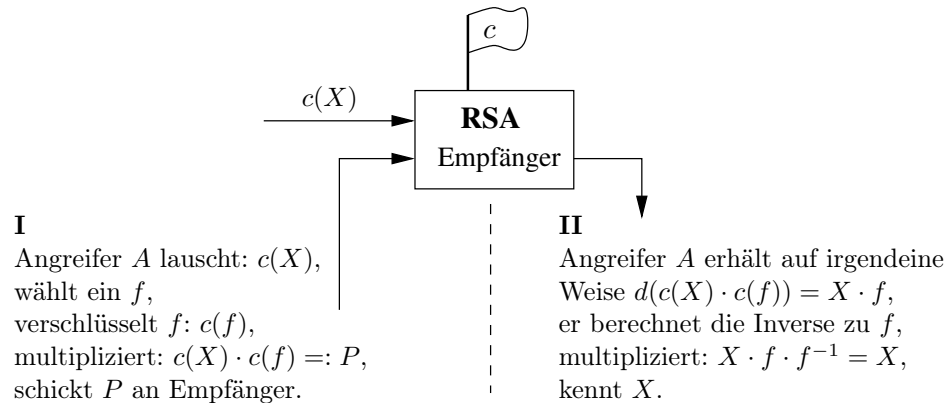 c
c(X)
RSA
Empfänger
I
Angreifer A lauscht: c(X),
wählt ein f,
verschlüsselt f: c(f),
multipliziert: c(X) · c(f) =: P,
schickt P an Empfänger.
II
Angreifer A erhält auf irgendeine
Weise d(c(X) · c(f)) = X · f,
er berechnet die Inverse zu f,
multipliziert: X · f · f⁻¹ = X,
kennt X.